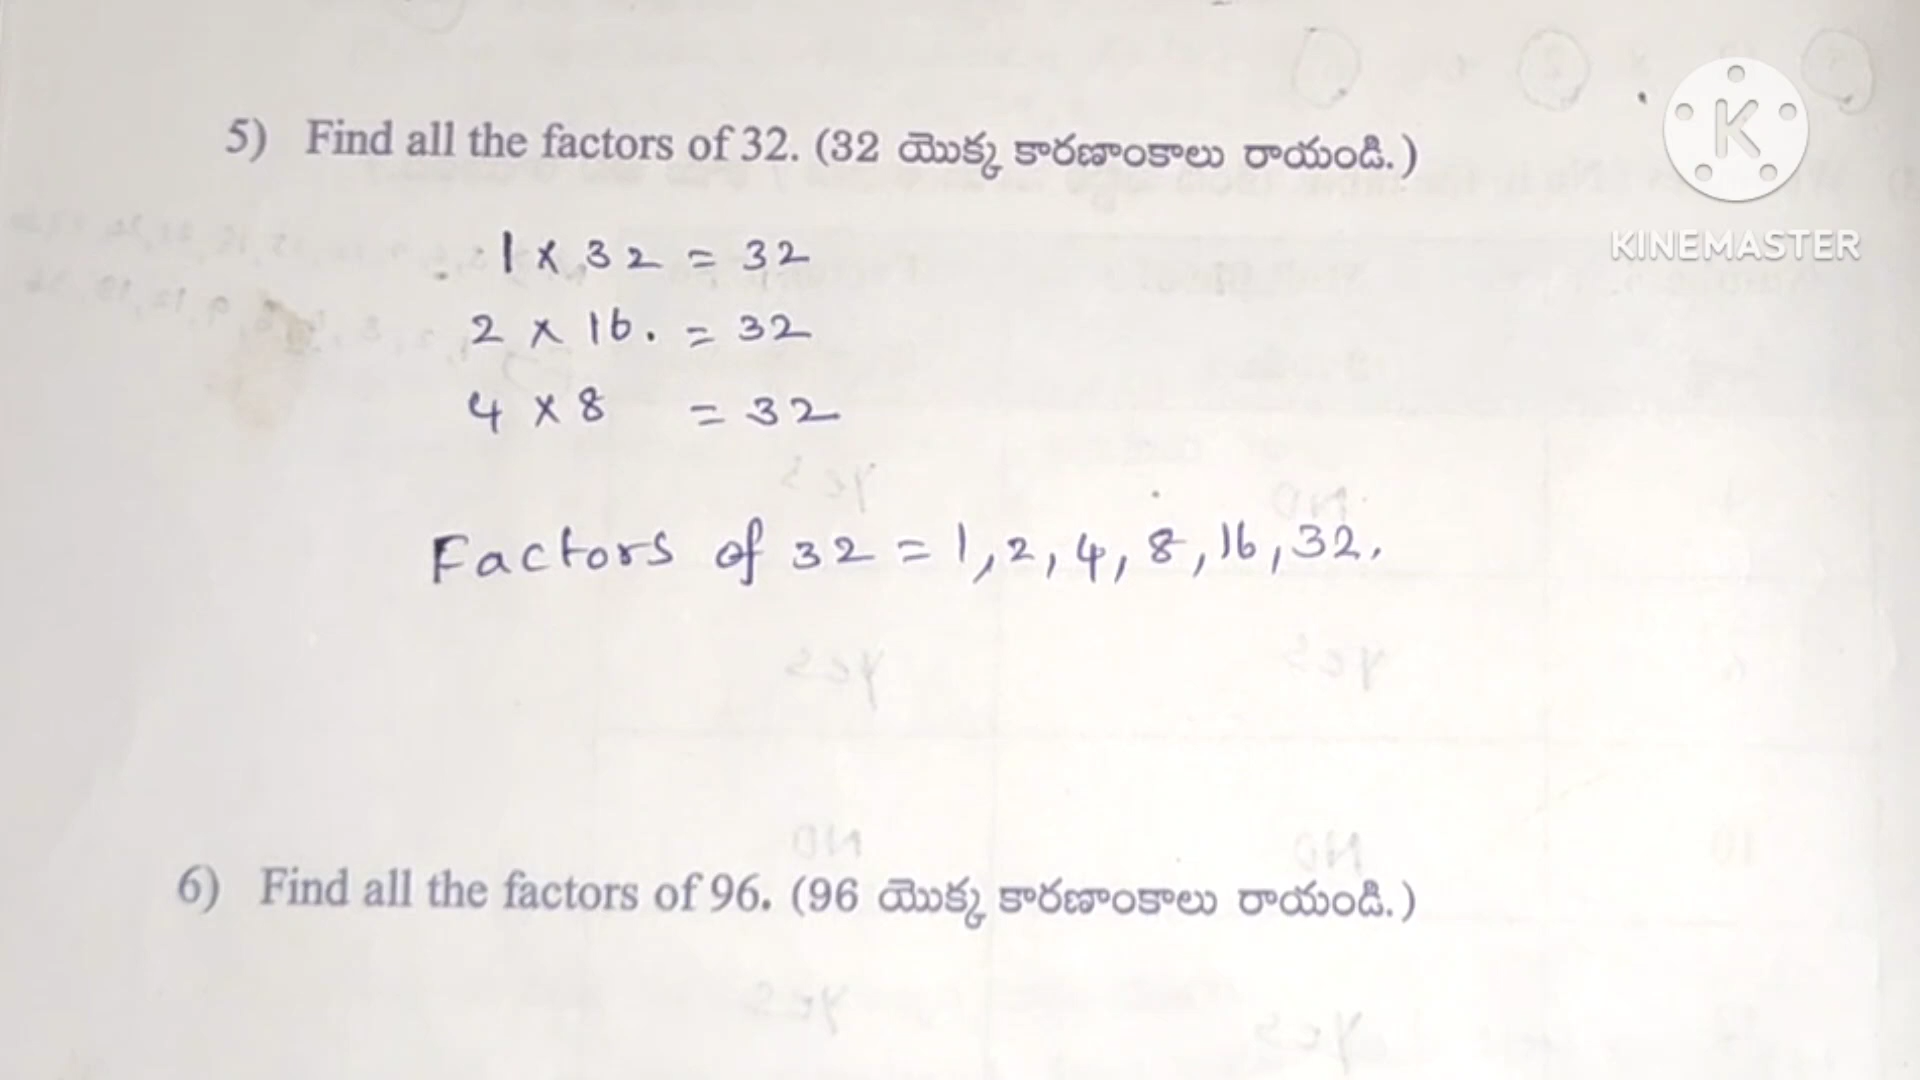 5) Find all the factors of 32. (32 యొక్క కారణాంకాలు రాయండి.)
KINEMASTER
1 x 32 = 32
2 x 16. = 32
4 x 8 = 32
Factors of 32 = 1, 2, 4, 8, 16, 32.
6) Find all the factors of 96. (96 యొక్క కారణాంకాలు రాయండి.)